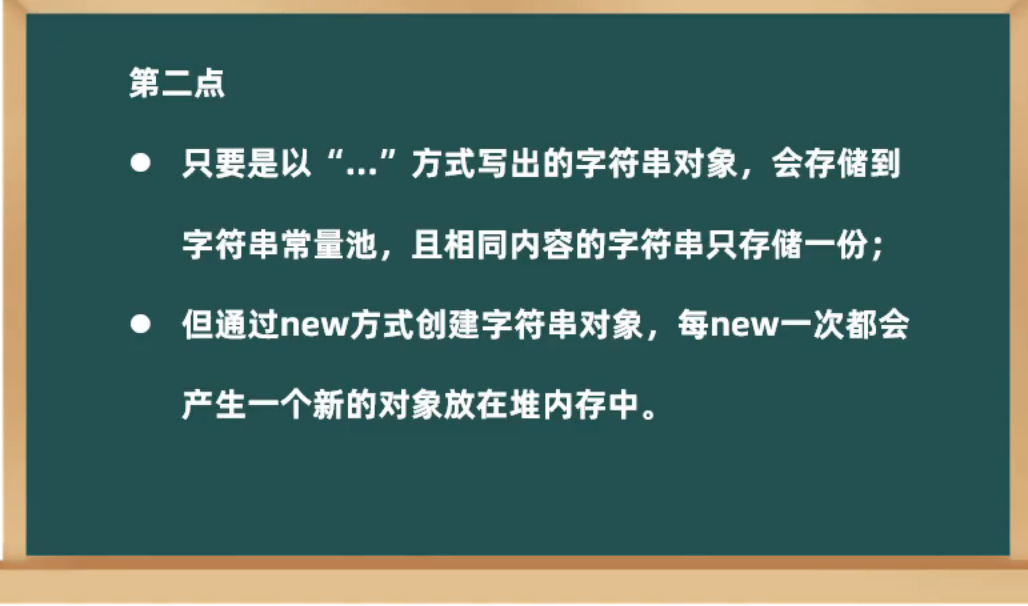 第二点
● 只要是以“...”方式写出的字符串对象，会存储到
字符串常量池，且相同内容的字符串只存储一份；
● 但通过new方式创建字符串对象，每new一次都会
产生一个新的对象放在堆内存中。